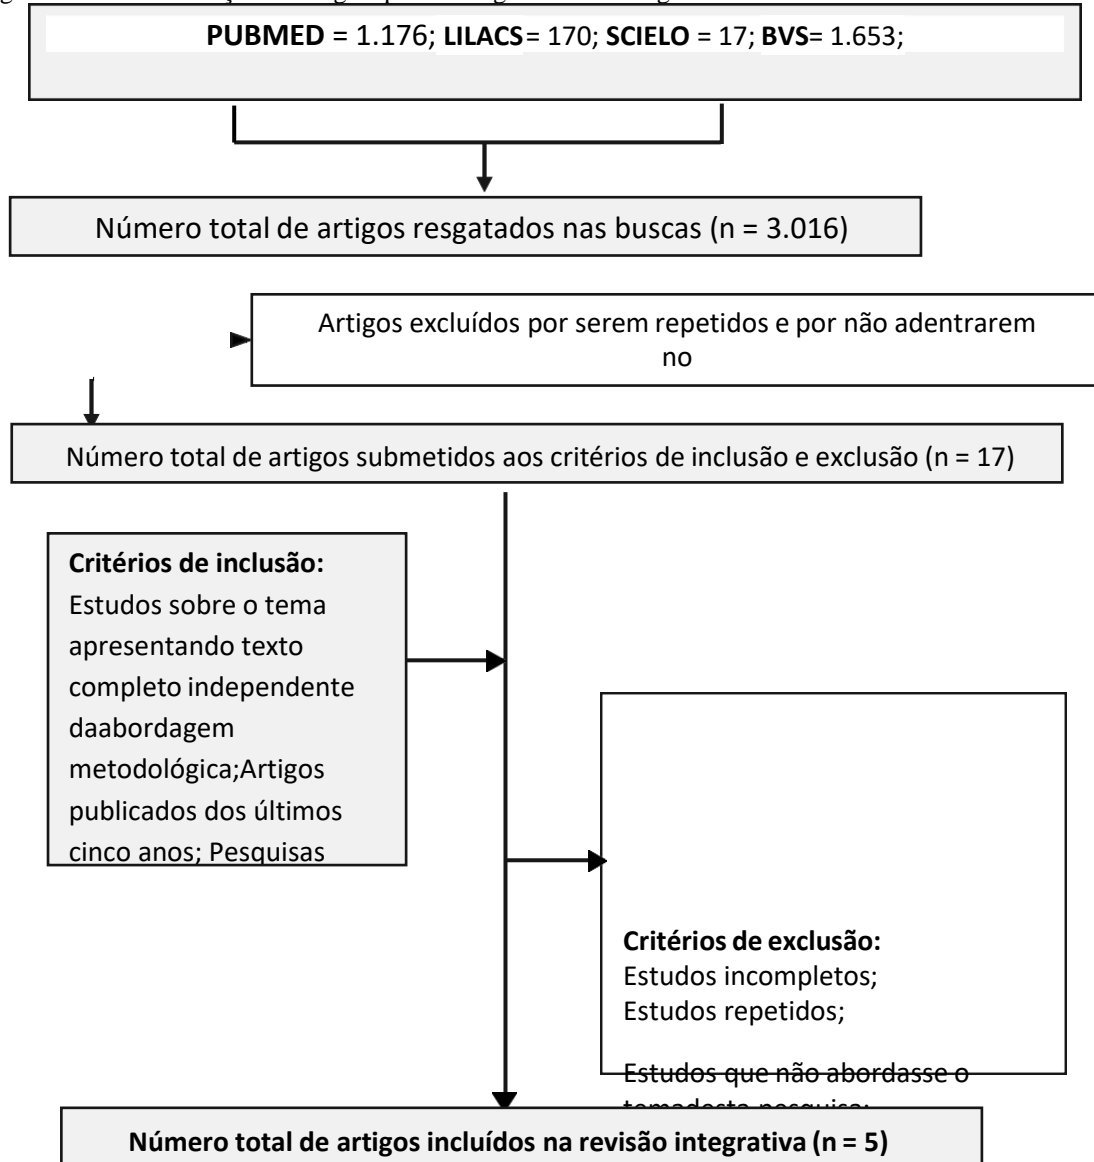 PUBMED = 1.176; LILACS= 170; SCIELO = 17; BVS= 1.653;
Número total de artigos resgatados nas buscas (n = 3.016)
Artigos excluídos por serem repetidos e por não adentrarem
no
Número total de artigos submetidos aos critérios de inclusão e exclusão (n = 17)
Critérios de inclusão:
Estudos sobre o tema
apresentando texto
completo independente
daabordagem
metodológica;Artigos
publicados dos últimos
cinco anos; Pesquisas
Critérios de exclusão:
Estudos incompletos;
Estudos repetidos;
Estudos que não abordasse o
temadesta pesquisa;
Número total de artigos incluídos na revisão integrativa (n = 5)